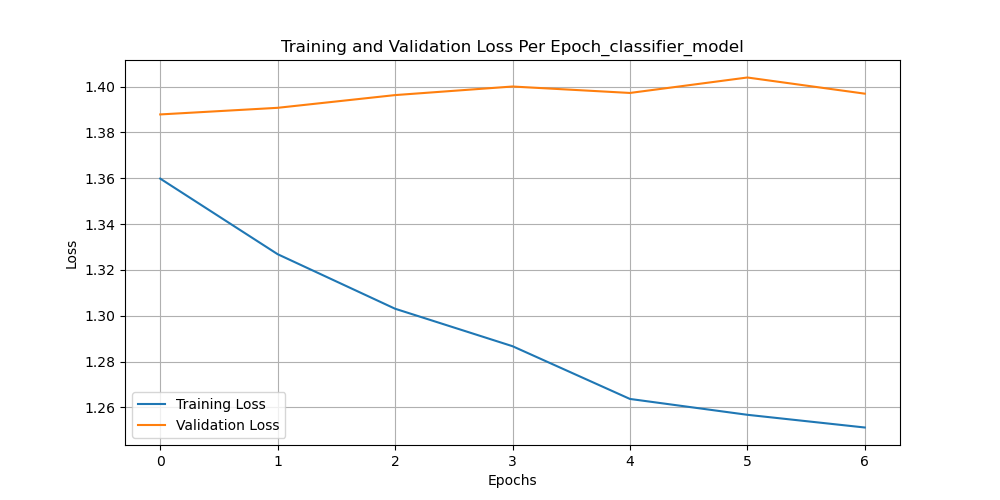 Training and Validation Loss Per Epoch_classifier_model
1.40
1.38
1.36
1.34
1.32
1.30
1.28
1.26
Loss
Training Loss
Validation Loss
0 1 2 3 4 5 6
Epochs